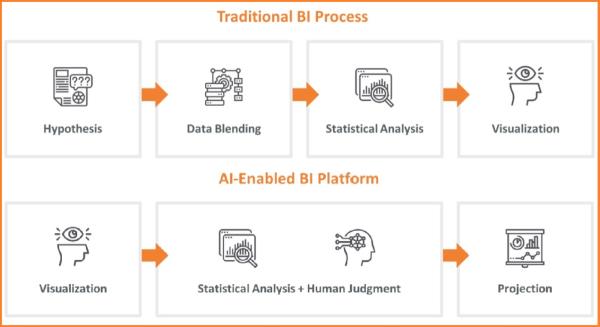 Traditional BI Process
???
Hypothesis
Data Blending
Statistical Analysis
Visualization
AI-Enabled BI Platform
Visualization
Statistical Analysis + Human Judgment
Projection